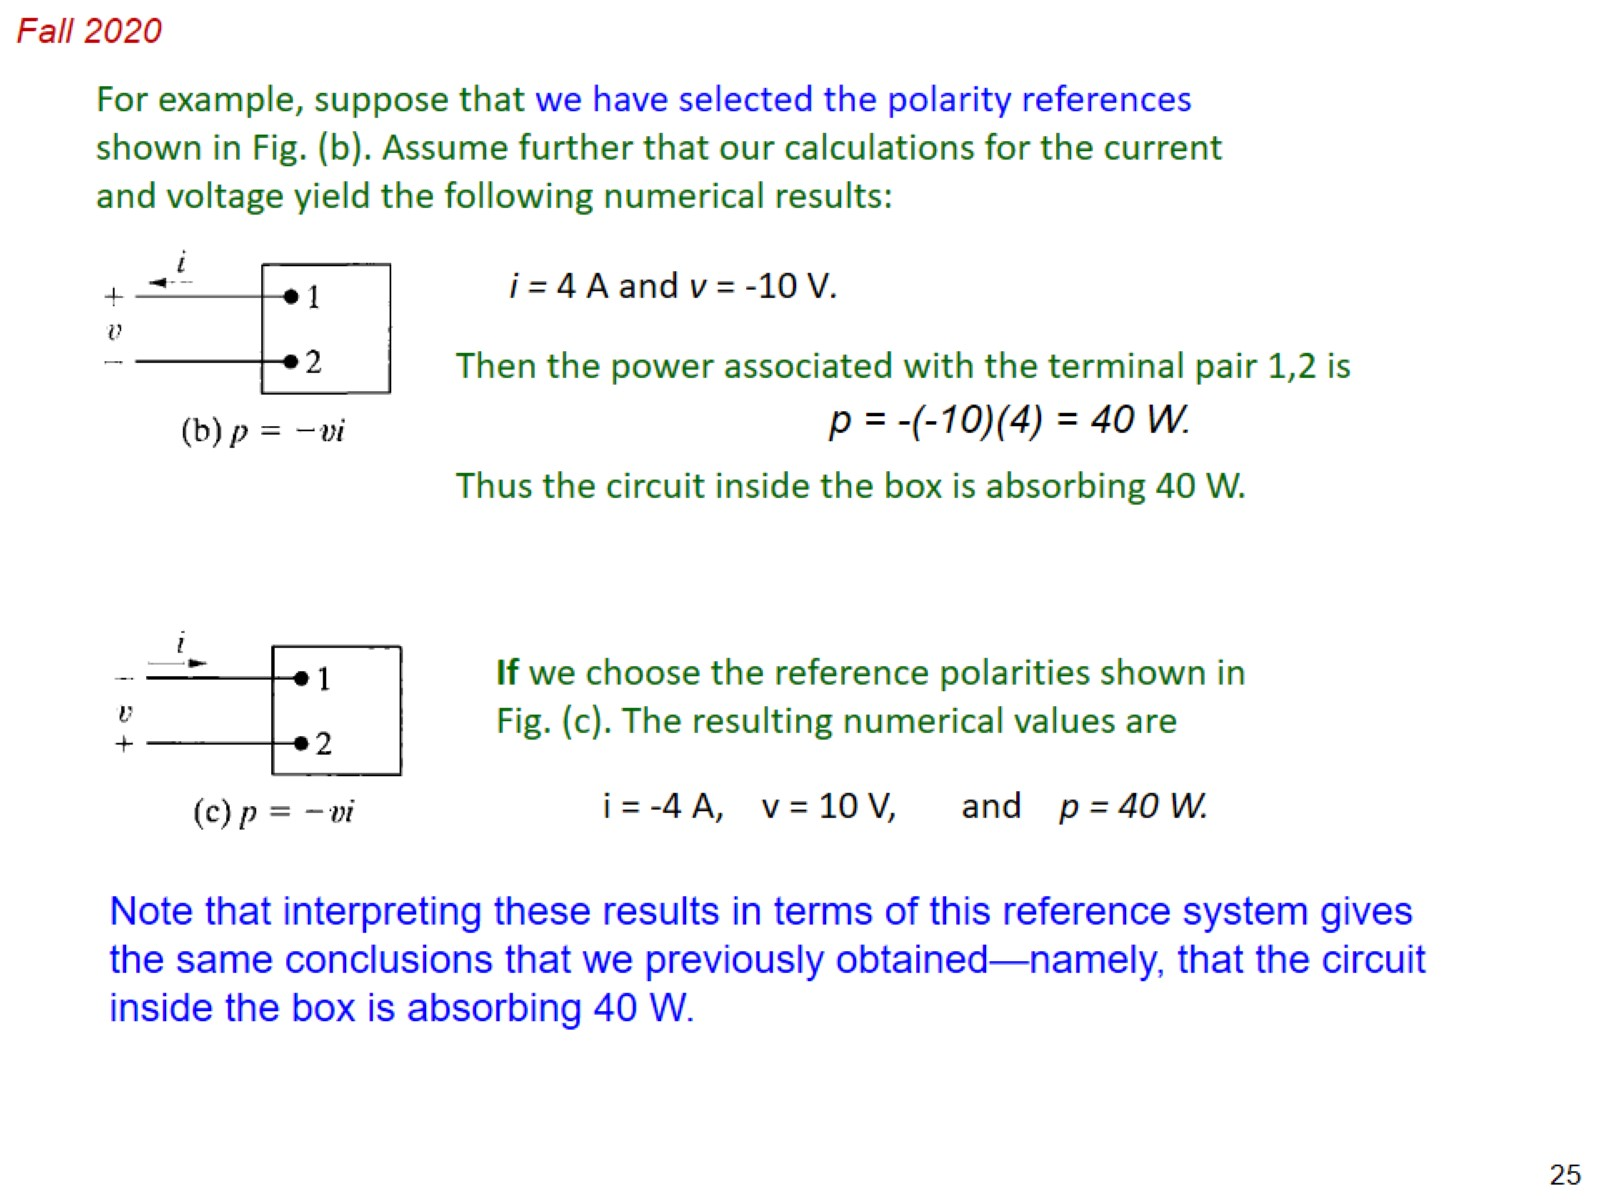 Fall 2020
For example, suppose that we have selected the polarity references
shown in Fig. (b). Assume further that our calculations for the current
and voltage yield the following numerical results:
i
+
v
−
1
2
(b) p = −vi
i = 4 A and v = -10 V.
Then the power associated with the terminal pair 1,2 is
p = -(-10)(4) = 40 W.
Thus the circuit inside the box is absorbing 40 W.
i
−
v
+
1
2
(c) p = −vi
If we choose the reference polarities shown in
Fig. (c). The resulting numerical values are
i = -4 A, v = 10 V, and p = 40 W.
Note that interpreting these results in terms of this reference system gives
the same conclusions that we previously obtained—namely, that the circuit
inside the box is absorbing 40 W.
25